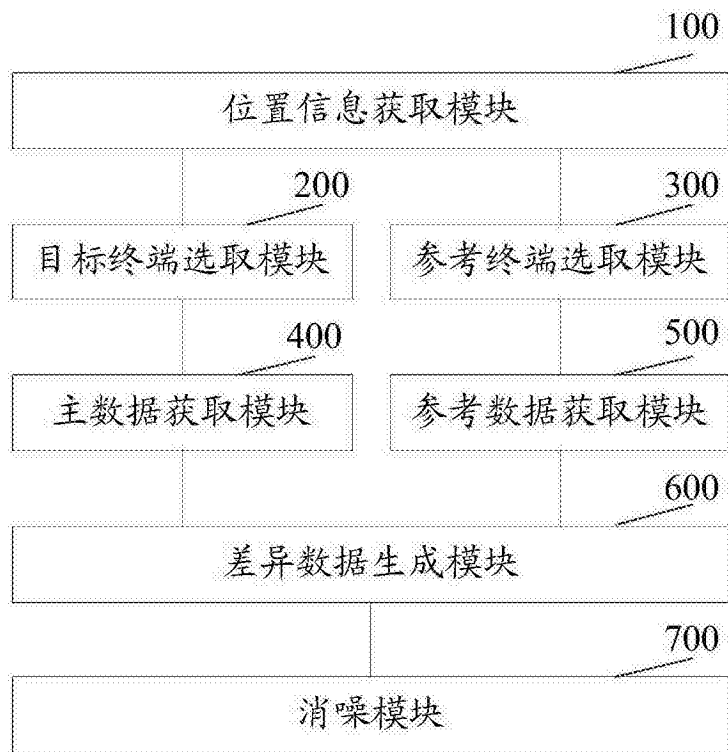 100
位置信息获取模块
200
300
目标终端选取模块
参考终端选取模块
400
500
主数据获取模块
参考数据获取模块
600
差异数据生成模块
700
消噪模块